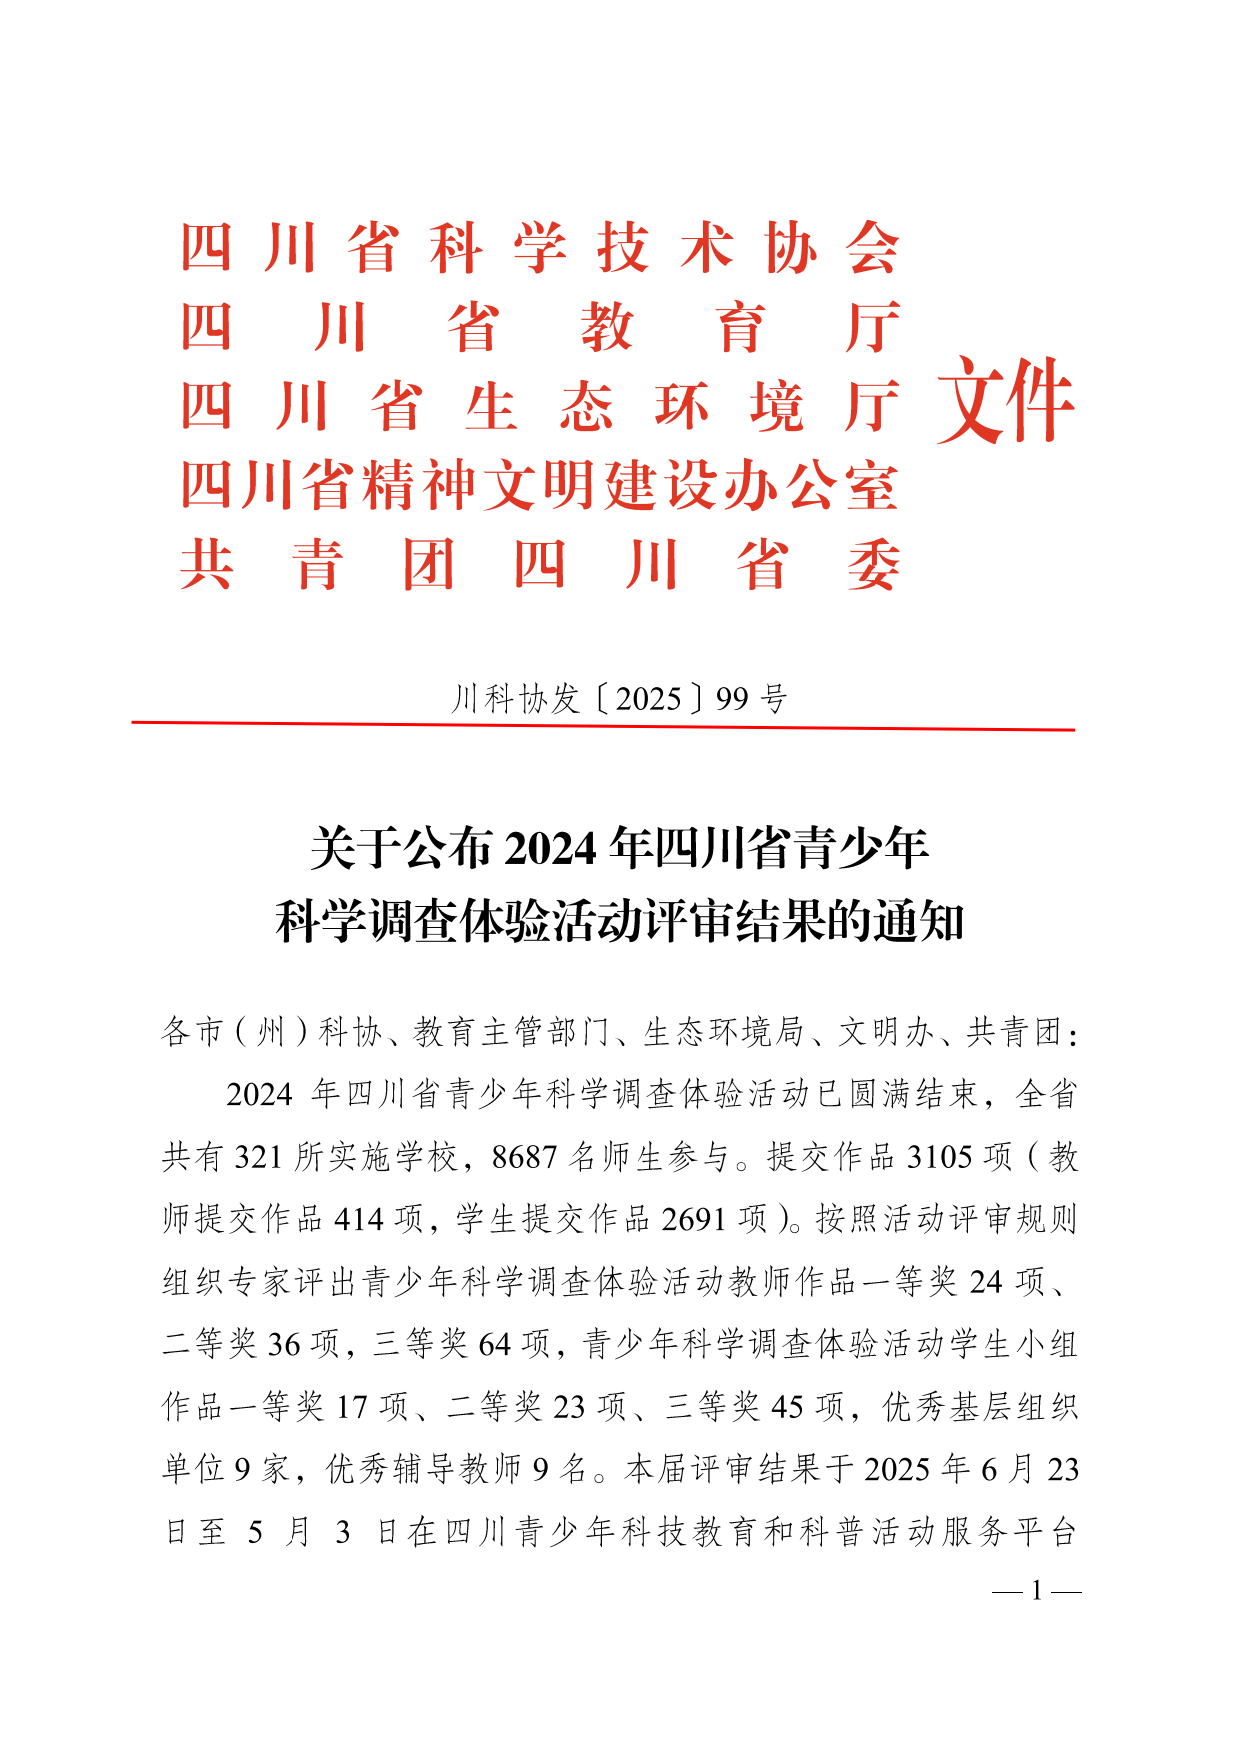 四川省科学技术协会
四川省教育厅
四川省生态环境厅
四川省精神文明建设办公室
共青团四川省委
文件
川科协发〔2025〕99 号
关于公布 2024 年四川省青少年
科学调查体验活动评审结果的通知
各市（州）科协、教育主管部门、生态环境局、文明办、共青团：
2024 年四川省青少年科学调查体验活动已圆满结束，全省
共有 321 所实施学校，8687 名师生参与。提交作品 3105 项（教
师提交作品 414 项，学生提交作品 2691 项）。按照活动评审规则
组织专家评出青少年科学调查体验活动教师作品一等奖 24 项、
二等奖 36 项，三等奖 64 项，青少年科学调查体验活动学生小组
作品一等奖 17 项、二等奖 23 项、三等奖 45 项，优秀基层组织
单位 9 家，优秀辅导教师 9 名。本届评审结果于 2025 年 6 月 23
日至 5 月 3 日在四川青少年科技教育和科普活动服务平台
— 1 —